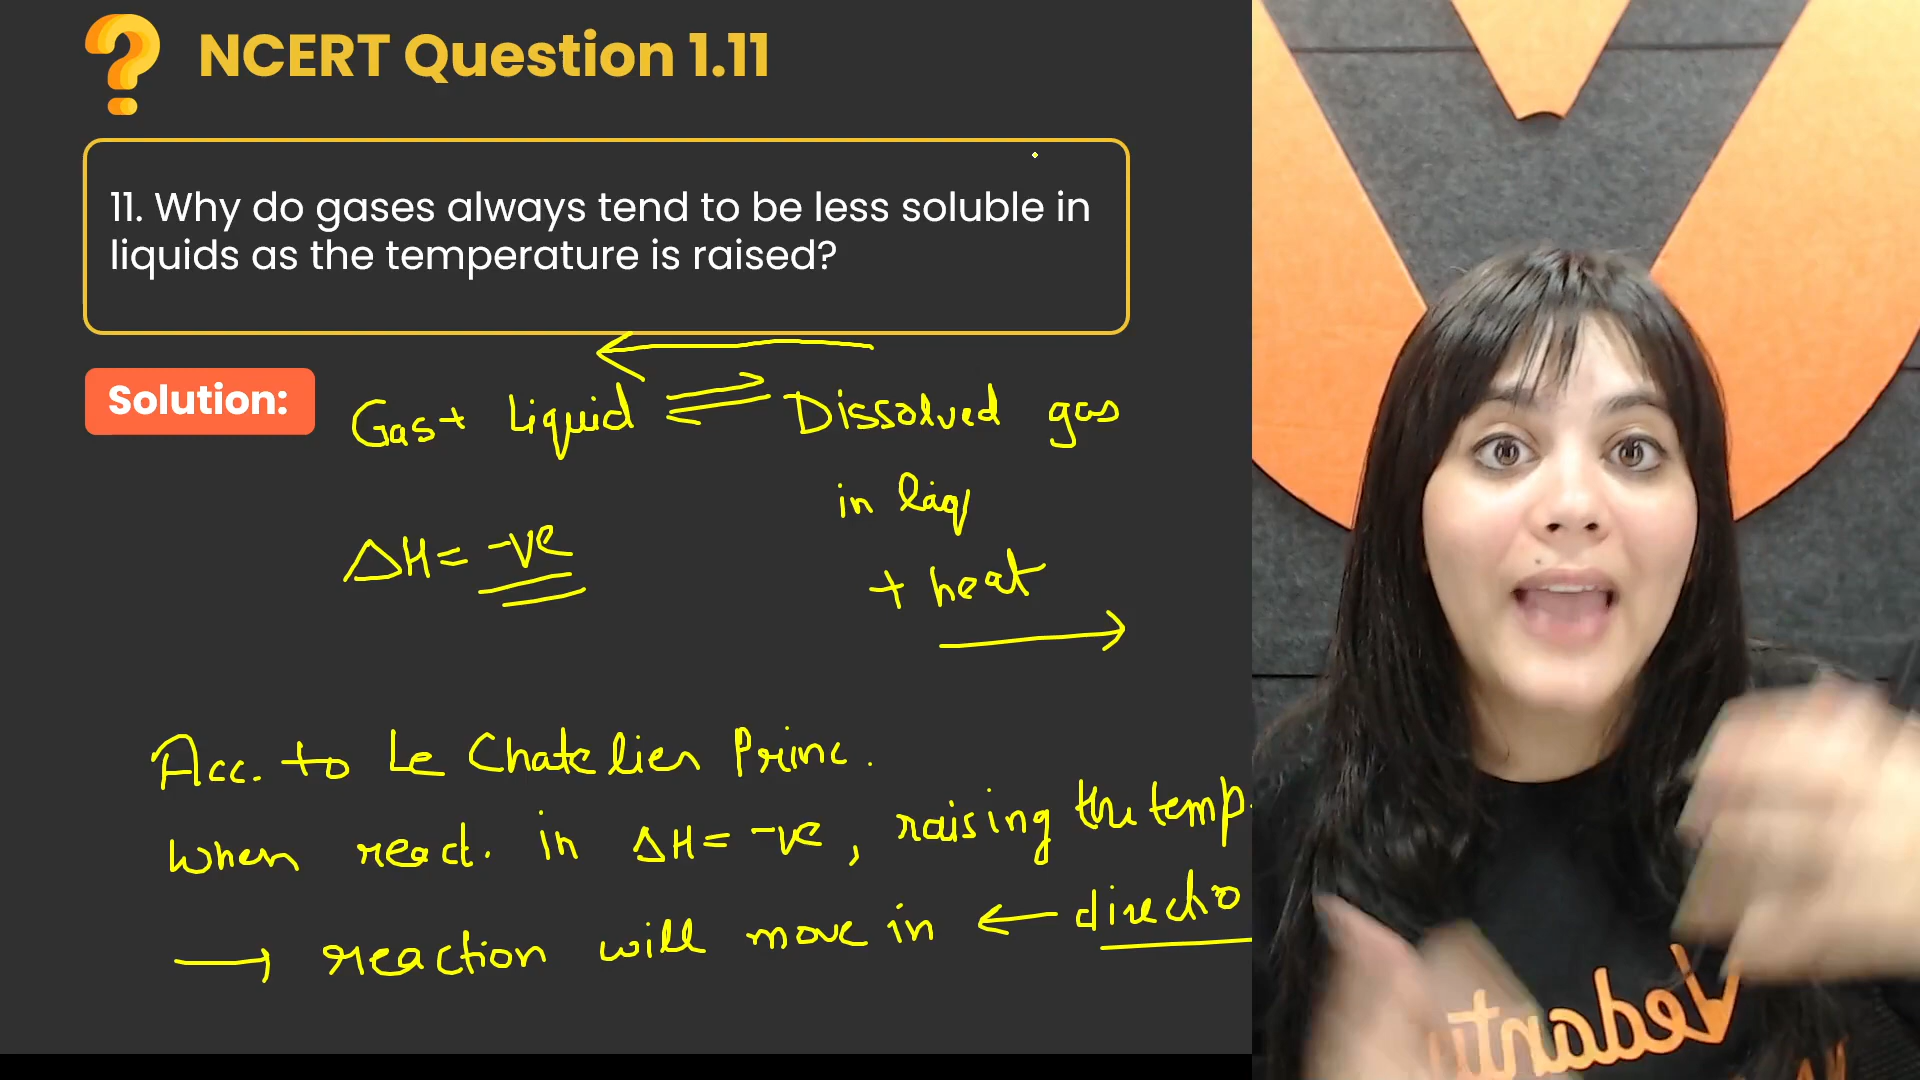 NCERT Question 1.11
11. Why do gases always tend to be less soluble in
liquids as the temperature is raised?
Solution:
Gas + Liquid ⇌ Dissolved gas
in liq
+ heat
ΔH = -ve
Acc. to Le Chatelier Princ.
when react. in ΔH = -ve, raising the temp.
→ reaction will move in ← directio
Vedantu